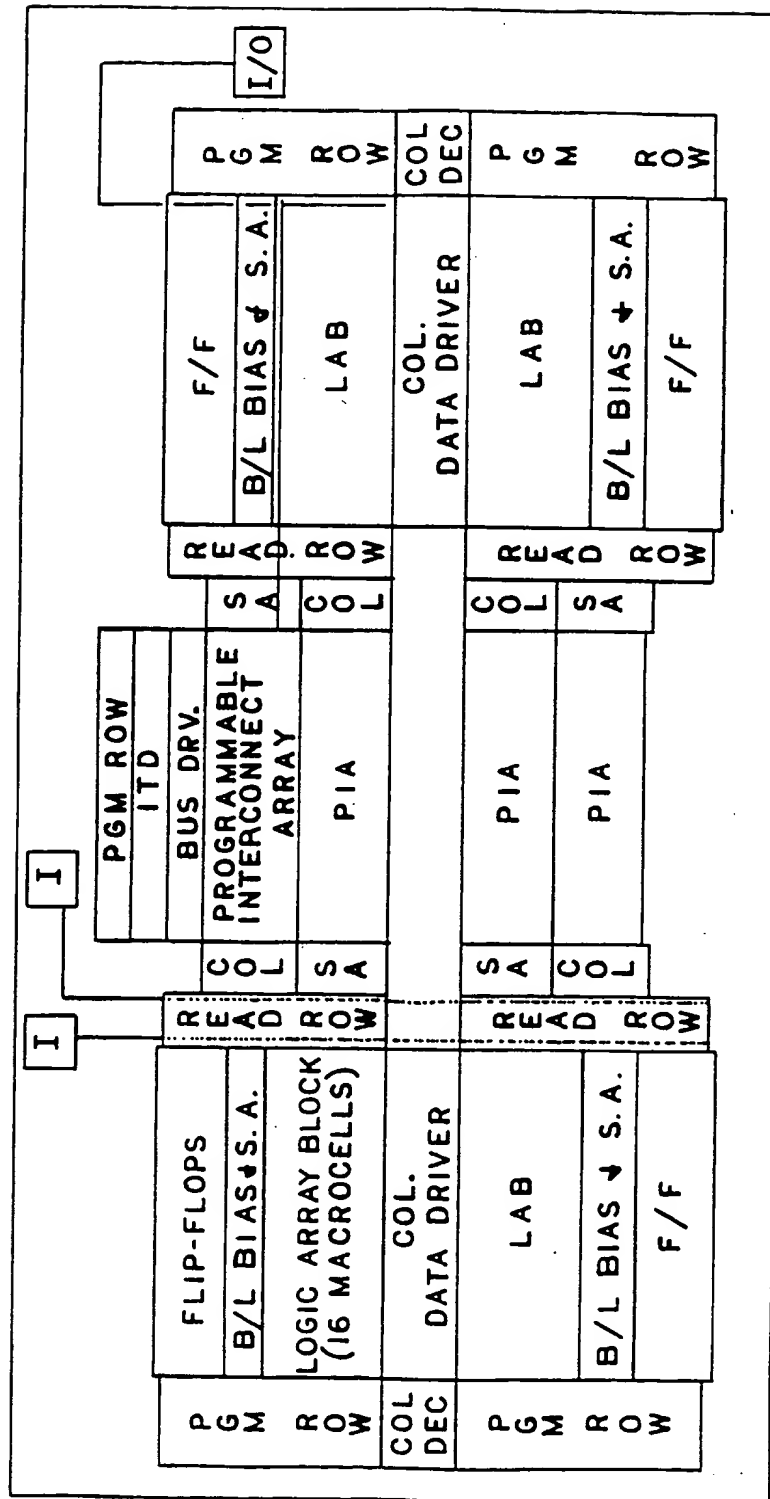 I
I
I/O
PGM ROW
FLIP-FLOPS
B/L BIAS & S.A.
LOGIC ARRAY BLOCK
(16 MACROCELLS)
READ ROW
COL
SA
PGM ROW
ITD
BUS DRV.
PROGRAMMABLE
INTERCONNECT
ARRAY
PIA
SA
COL
READ ROW
F/F
B/L BIAS & S.A.
LAB
PGM ROW
COL
DEC
COL.
DATA DRIVER
COL.
DATA DRIVER
COL
DEC
PGM ROW
LAB
B/L BIAS & S.A.
F/F
READ ROW
SA
COL
PIA
PIA
COL
SA
READ ROW
LAB
B/L BIAS & S.A.
F/F
PGM ROW